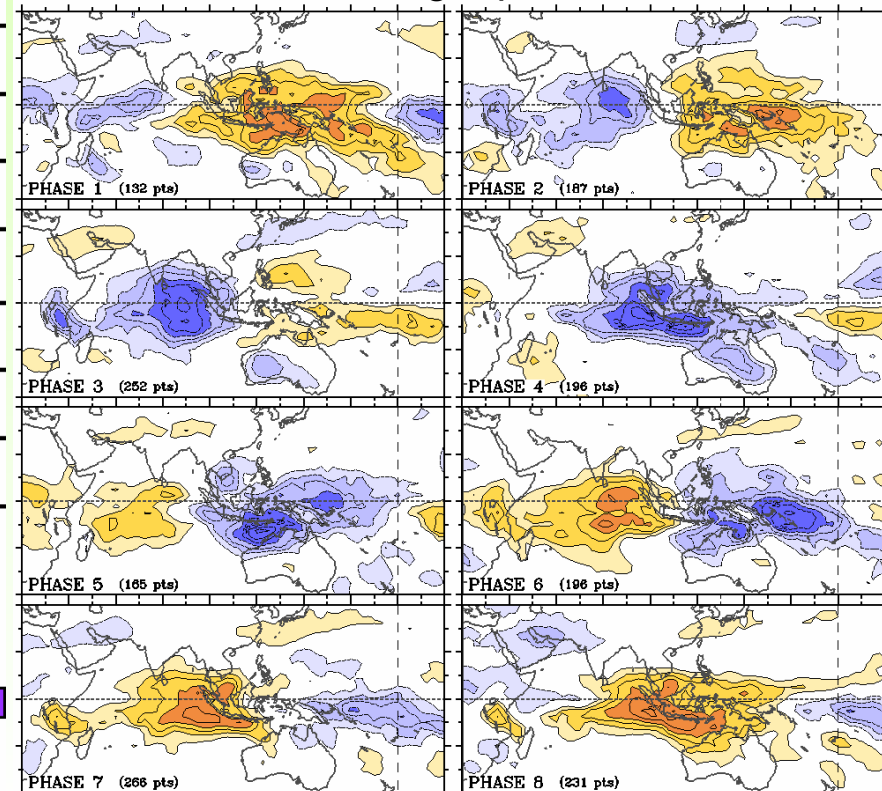 PHASE 1 (132 pts)
PHASE 2 (187 pts)
PHASE 3 (252 pts)
PHASE 4 (196 pts)
PHASE 5 (165 pts)
PHASE 6 (196 pts)
PHASE 7 (266 pts)
PHASE 8 (231 pts)